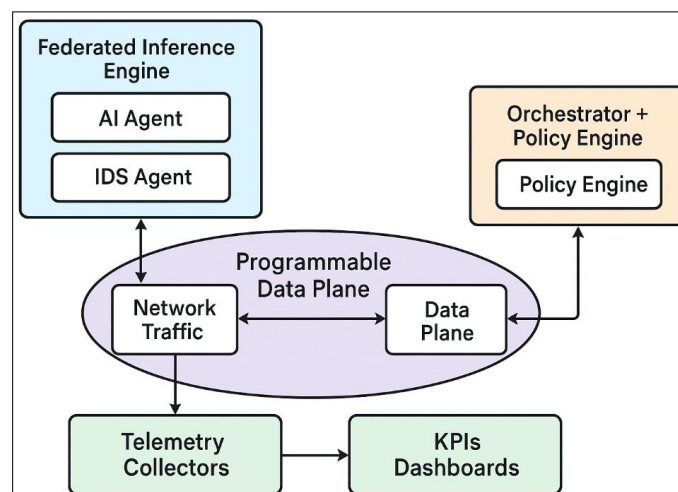 Federated Inference
Engine
AI Agent
IDS Agent
Orchestrator +
Policy Engine
Policy Engine
Programmable
Data Plane
Network
Traffic
Data
Plane
Telemetry
Collectors
KPIs
Dashboards